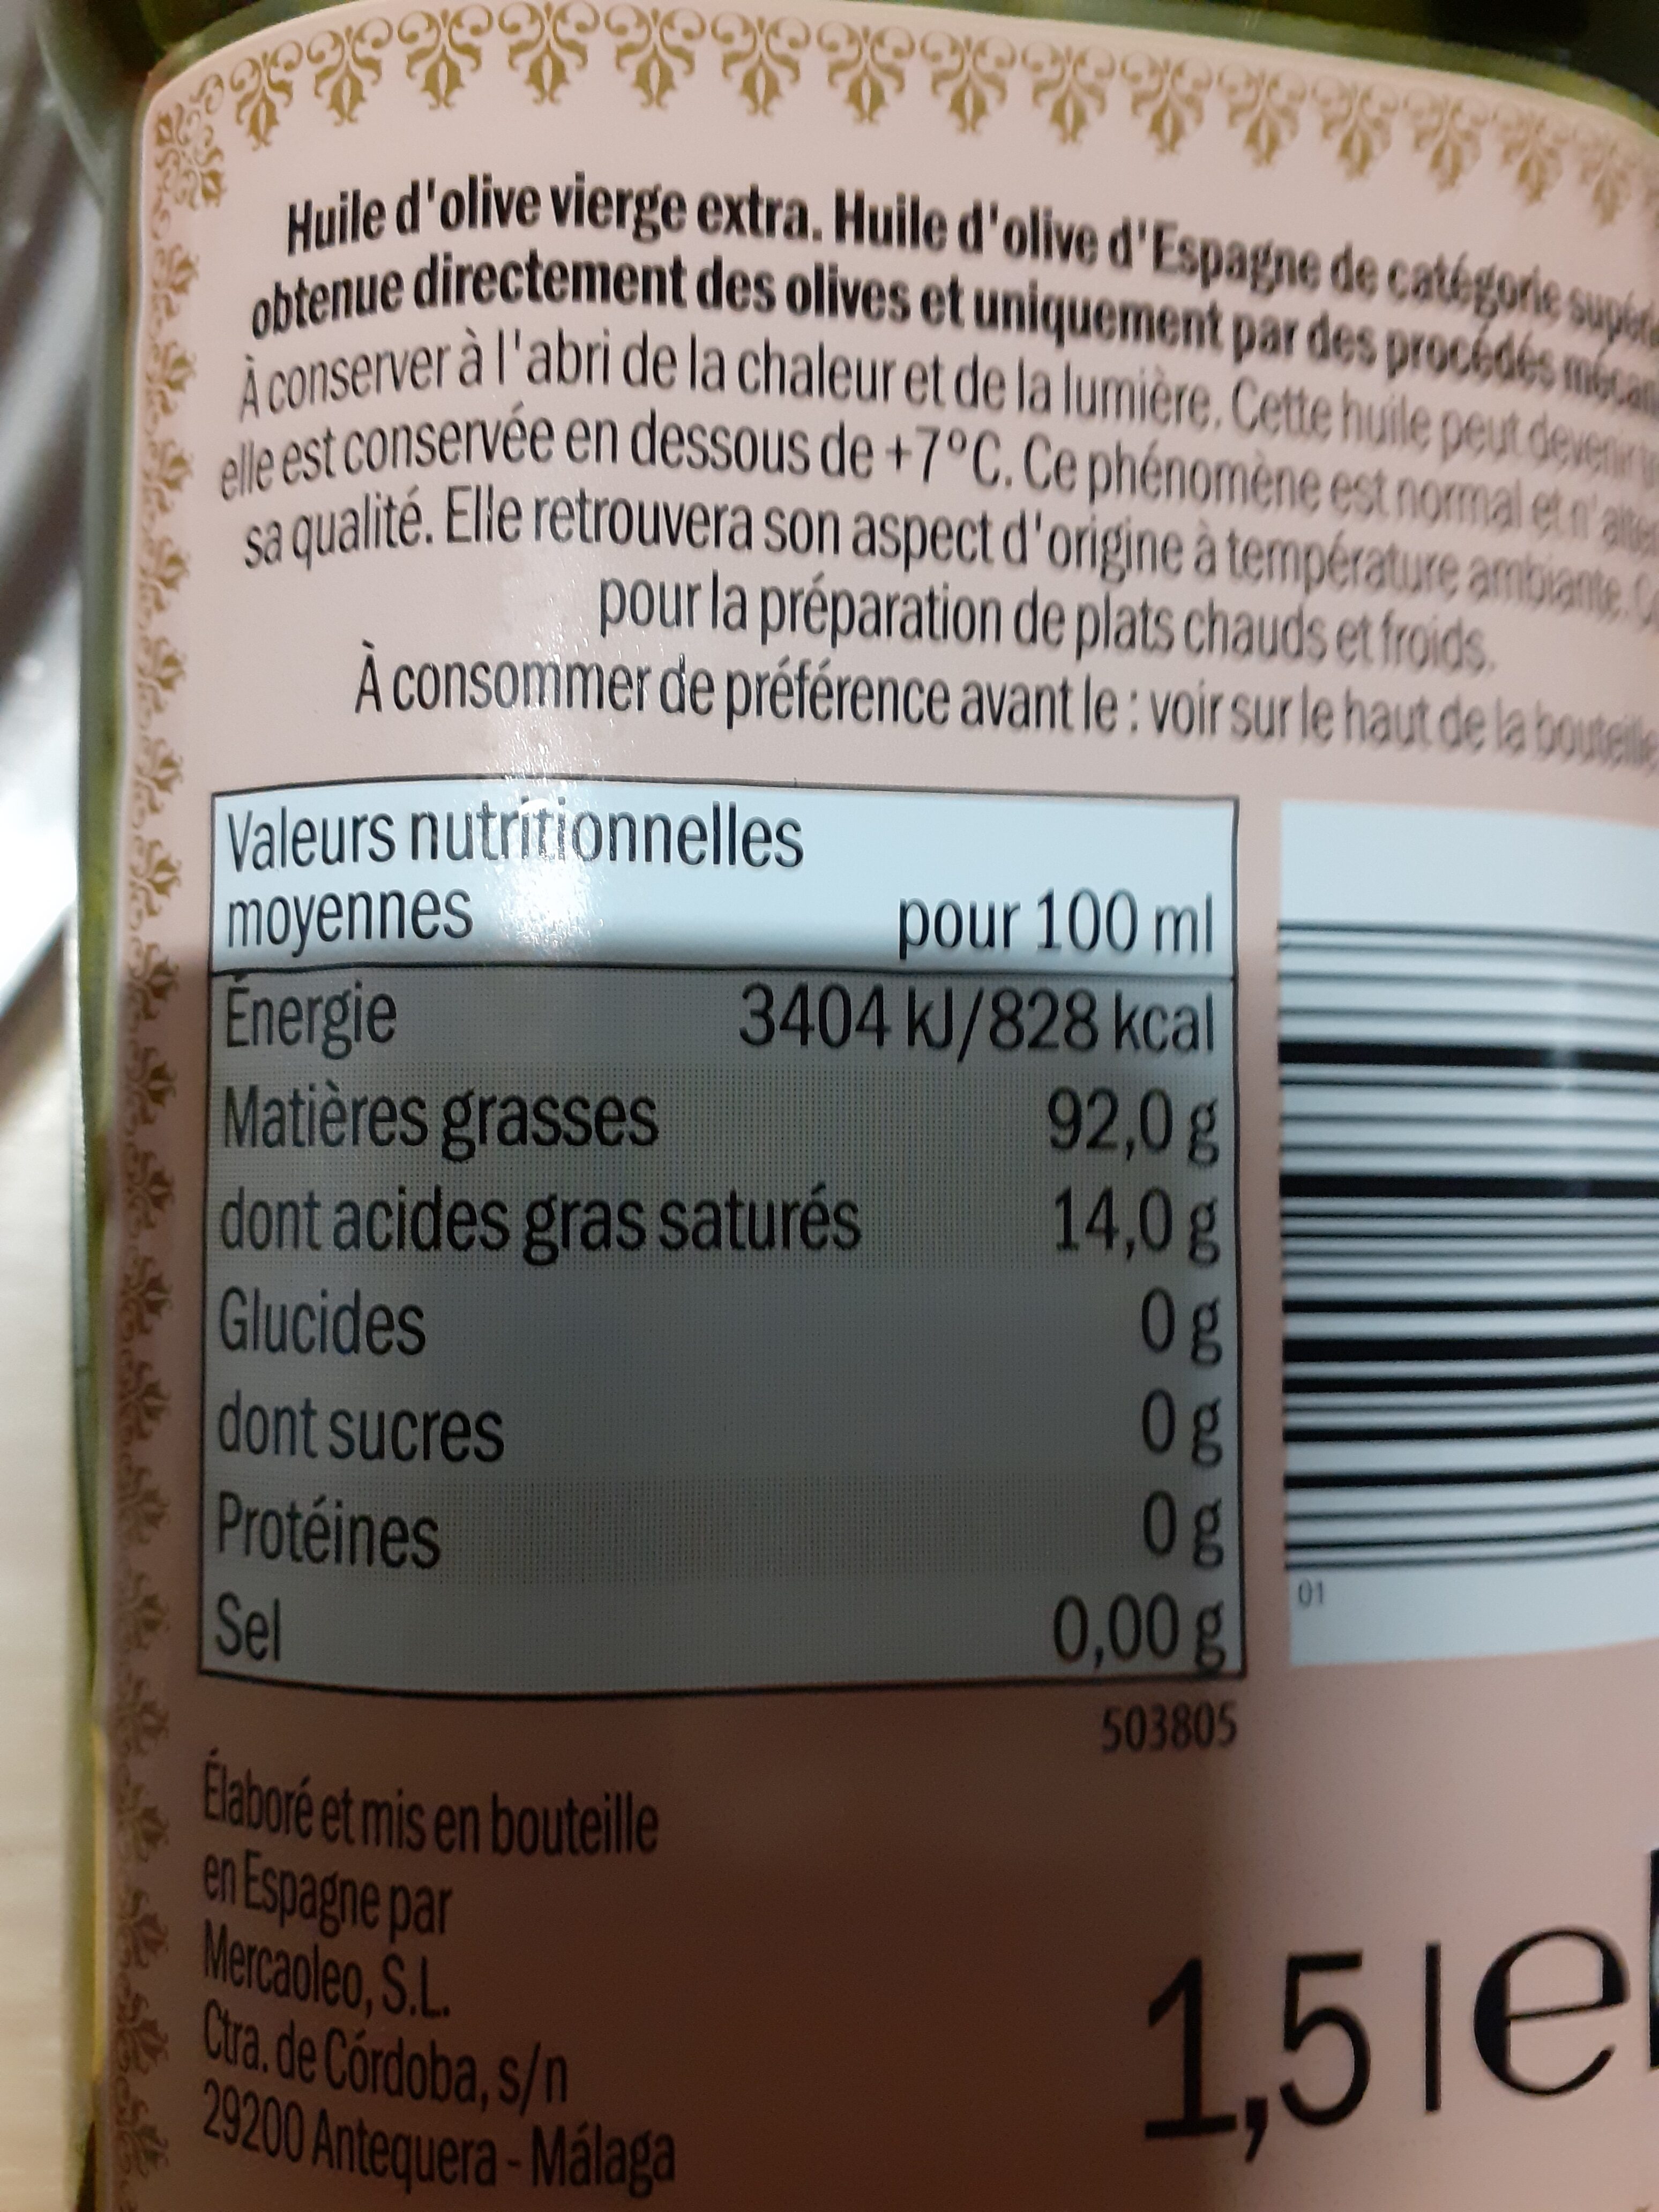 Huile d'olive vierge extra. Huile d'olive d'Espagne de catégorie
obtenue directement des olives et uniquement par des procédés
À conserver à l'abri de la chaleur et de la lumière. Cette huile peut devenir
elle est conservée en dessous de +7°C. Ce phénomène est normal et
sa qualité. Elle retrouvera son aspect d'origine à température ambiante.
pour la préparation de plats chauds et froids.
À consommer de préférence avant le : voir sur le haut de la bouteille
Valeurs nutritionnelles
moyennes pour 100 ml
Énergie 3404 kJ/828 kcal
Matières grasses 92,0 g
dont acides gras saturés 14,0 g
Glucides 0 g
dont sucres 0 g
Protéines 0 g
Sel 0,00 g
01
503805
Élaboré et mis en bouteille
en Espagne par
Mercaoleo, S.L.
Ctra. de Córdoba, s/n
29200 Antequera - Málaga
1,5 l e